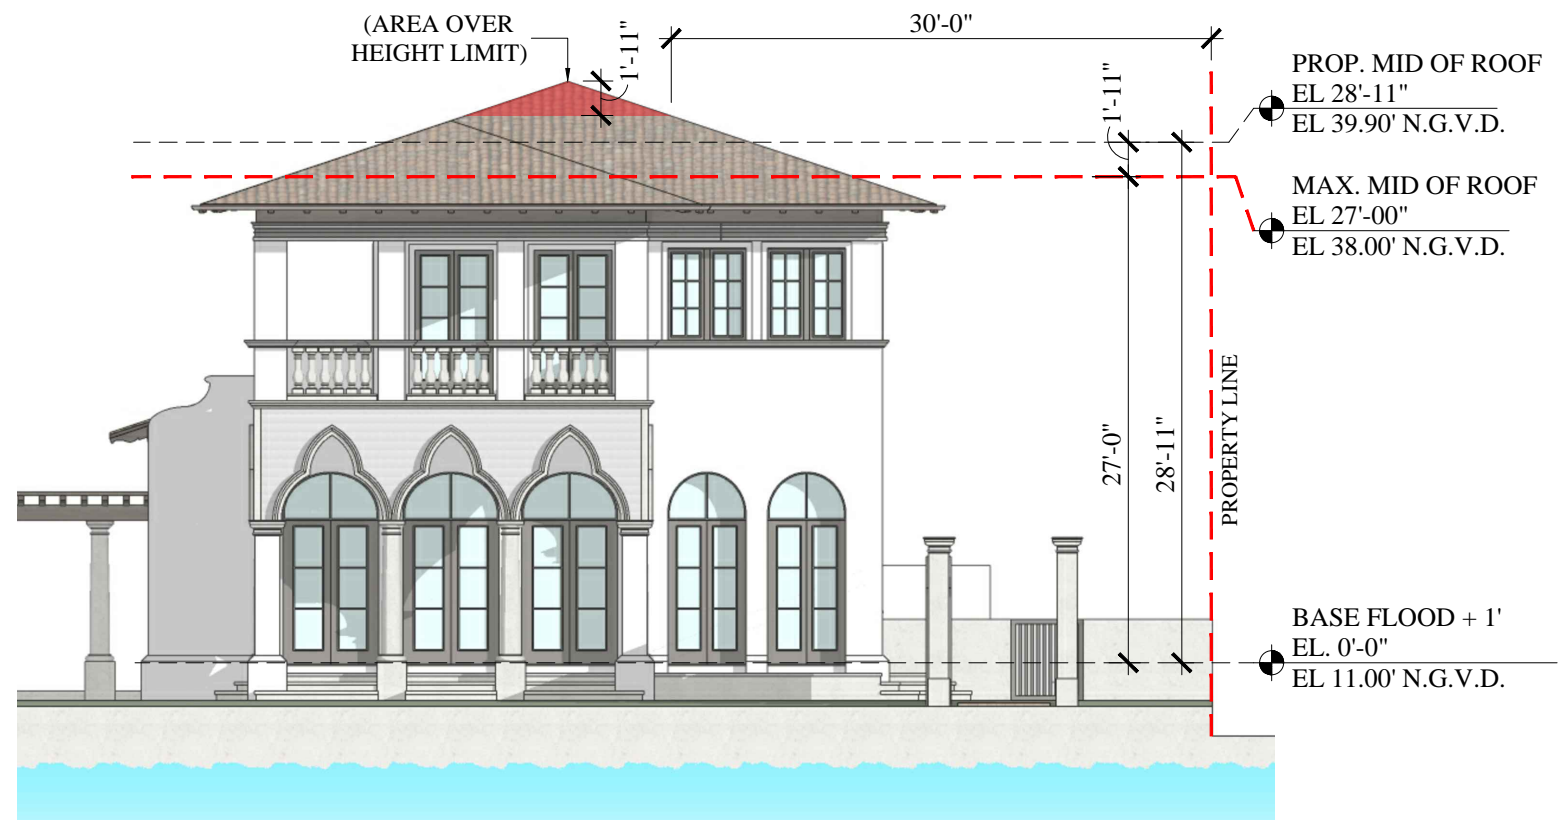 (AREA OVER
HEIGHT LIMIT)
1'-11"
30'-0"
1'-11"
PROP. MID OF ROOF
EL 28'-11"
EL 39.90' N.G.V.D.
MAX. MID OF ROOF
EL 27'-00"
EL 38.00' N.G.V.D.
27'-0"
28'-11"
PROPERTY LINE
BASE FLOOD + 1'
EL. 0'-0"
EL 11.00' N.G.V.D.